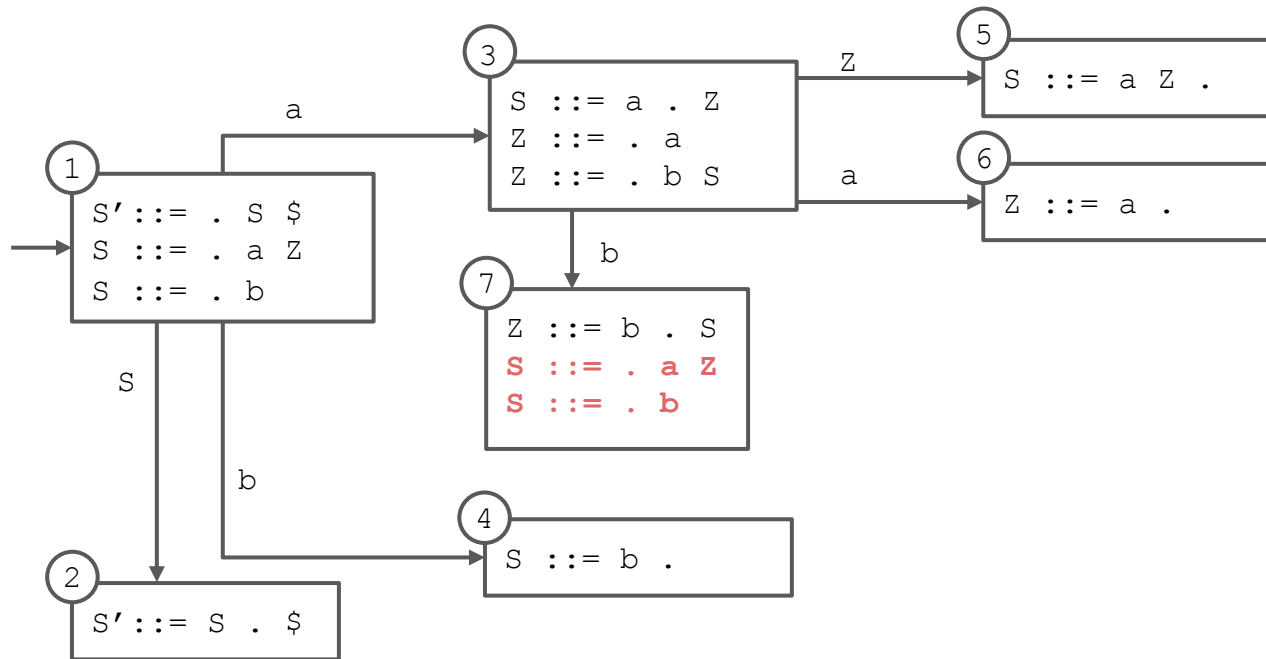 1
S'::= . S $
S ::= . a Z
S ::= . b
a
S
b
2
S'::= S . $
3
S ::= a . Z
Z ::= . a
Z ::= . b S
Z
a
b
4
S ::= b .
5
S ::= a Z .
6
Z ::= a .
7
Z ::= b . S
S ::= . a Z
S ::= . b